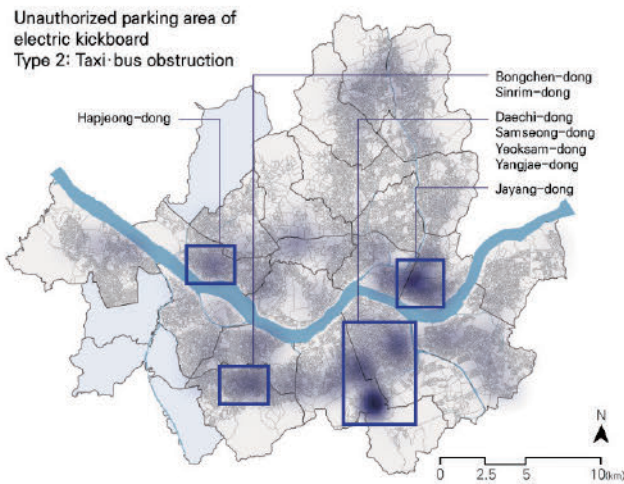 Unauthorized parking area of
electric kickboard
Type 2: Taxi·bus obstruction
Hapjeong-dong
Bongchen-dong
Sinrim-dong
Daechi-dong
Samseong-dong
Yeoksam-dong
Yangjae-dong
Jayang-dong
N
0 2.5 5 10(km)